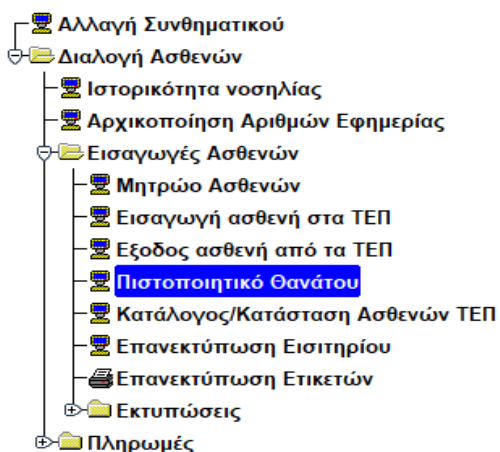 Αλλαγή Συνθηματικού
Διαλογή Ασθενών
Ιστορικότητα νοσηλίας
Αρχικοποίηση Αριθμών Εφημερίας
Εισαγωγές Ασθενών
Μητρώο Ασθενών
Εισαγωγή ασθενή στα ΤΕΠ
Εξοδος ασθενή από τα ΤΕΠ
Πιστοποιητικό Θανάτου
Κατάλογος/Κατάσταση Ασθενών ΤΕΠ
Επανεκτύπωση Εισιτηρίου
Επανεκτύπωση Ετικετών
Εκτυπώσεις
Πληρωμές